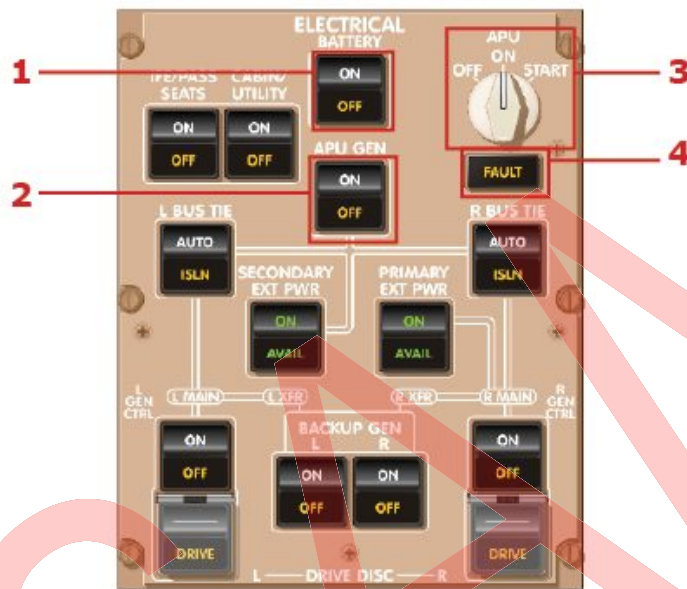 ELECTRICAL
BATTERY
APU
ON
OFF START
1
ON
OFF
3
IFE/PASS SEATS
CABIN/ UTILITY
ON
OFF
ON
OFF
APU GEN
4
FAULT
2
ON
OFF
L BUS TIE
R BUS TIE
AUTO
ISLN
AUTO
ISLN
SECONDARY EXT PWR
PRIMARY EXT PWR
ON
AVAIL
ON
AVAIL
L GEN CTRL
L MAIN
L XFR
R XFR
R MAIN
R GEN CTRL
ON
OFF
BACKUP GEN
L R
ON
OFF
ON
OFF
ON
OFF
DRIVE
DRIVE
L DRIVE DISC R